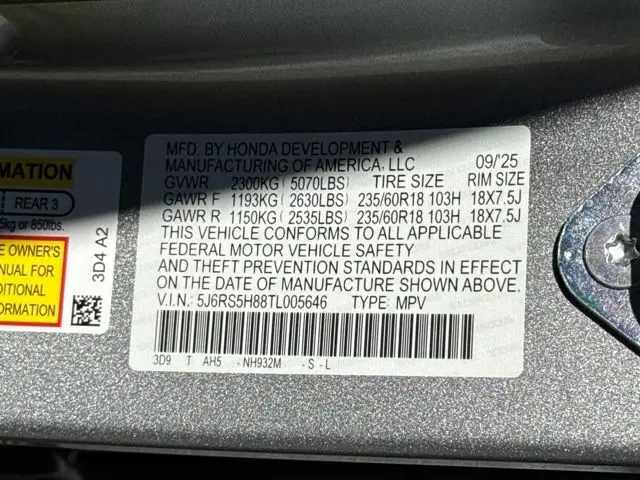 MFD. BY HONDA DEVELOPMENT &
MANUFACTURING OF AMERICA, LLC 09/'25
GVWR 2300KG ( 5070LBS) TIRE SIZE RIM SIZE
GAWR F 1193KG ( 2630LBS) 235/60R18 103H 18X7.5J
GAWR R 1150KG ( 2535LBS) 235/60R18 103H 18X7.5J
THIS VEHICLE CONFORMS TO ALL APPLICABLE
FEDERAL MOTOR VEHICLE SAFETY
AND THEFT PREVENTION STANDARDS IN EFFECT
ON THE DATE OF MANUFACTURE SHOWN ABOVE.
V.I.N.: 5J6RS5H88TL005646 TYPE: MPV
3D9 T AH5 -NH932M -S -L
RMATION
REAR 3
5kg or 850lbs.
E OWNER'S
ANUAL FOR
DITIONAL
ORMATION
3D4 A2